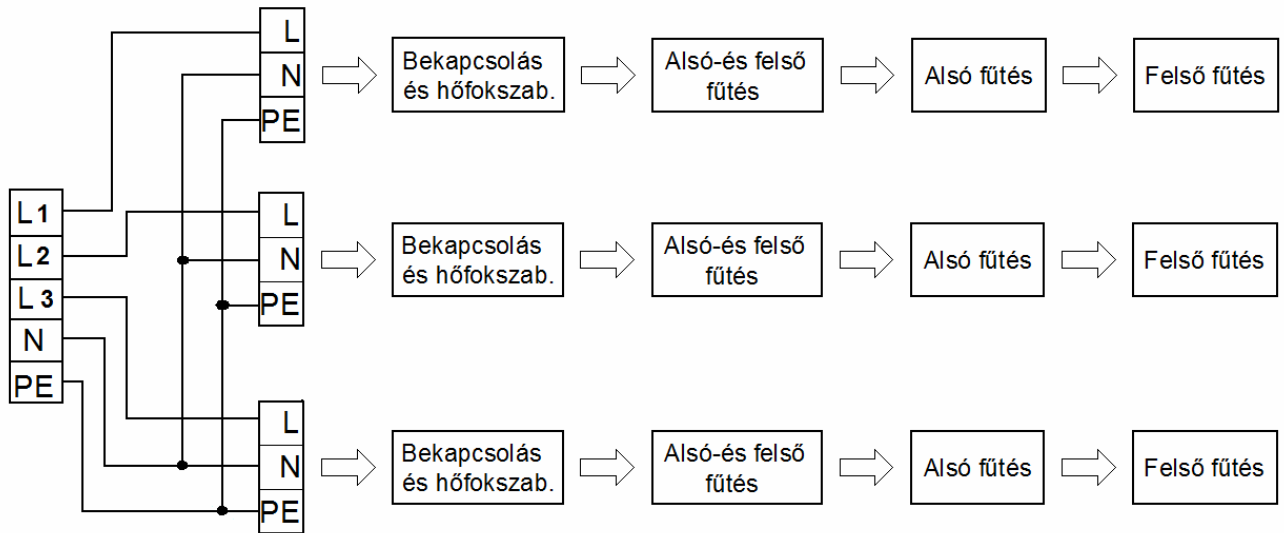 L
N
PE
Bekapcsolás
és hőfokszab.
Alsó-és felső
fűtés
Alsó fűtés
Felső fűtés
L1
L2
L3
N
PE
L
N
PE
Bekapcsolás
és hőfokszab.
Alsó-és felső
fűtés
Alsó fűtés
Felső fűtés
L
N
PE
Bekapcsolás
és hőfokszab.
Alsó-és felső
fűtés
Alsó fűtés
Felső fűtés